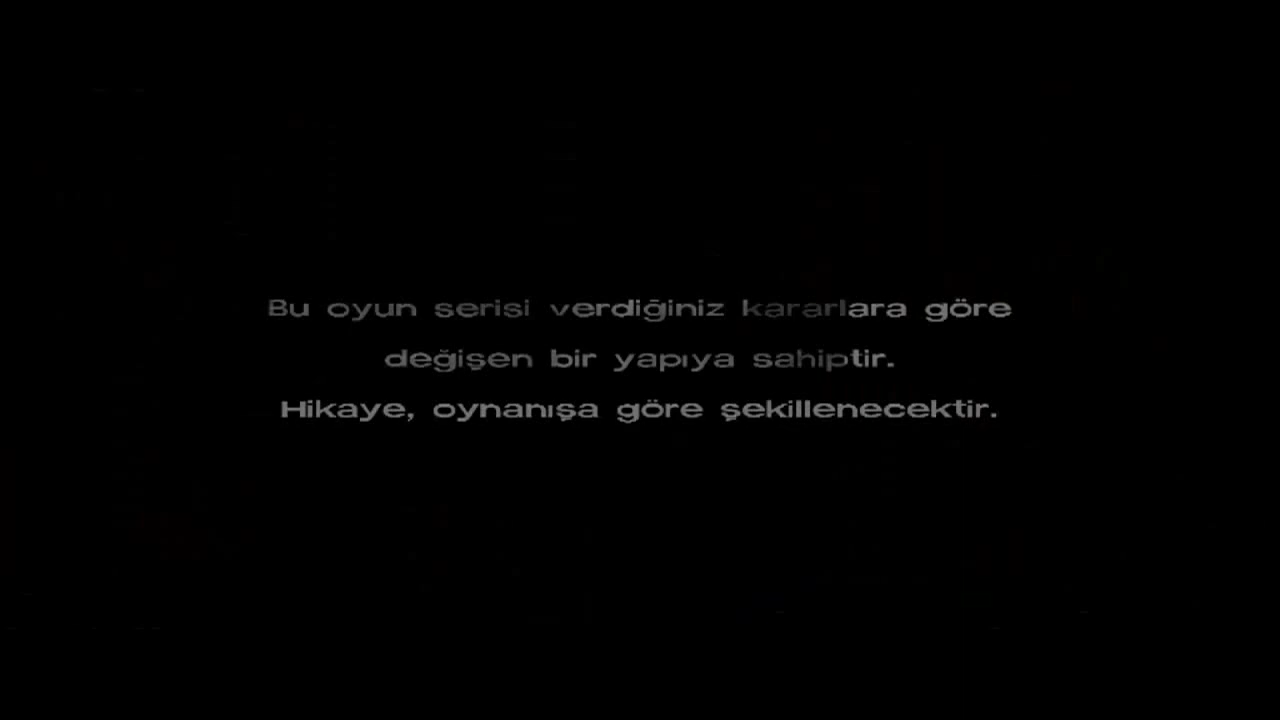 Bu oyun serisi verdiğiniz kararlara göre
değişen bir yapıya sahiptir.
Hikaye, oynanışa göre şekillenecektir.